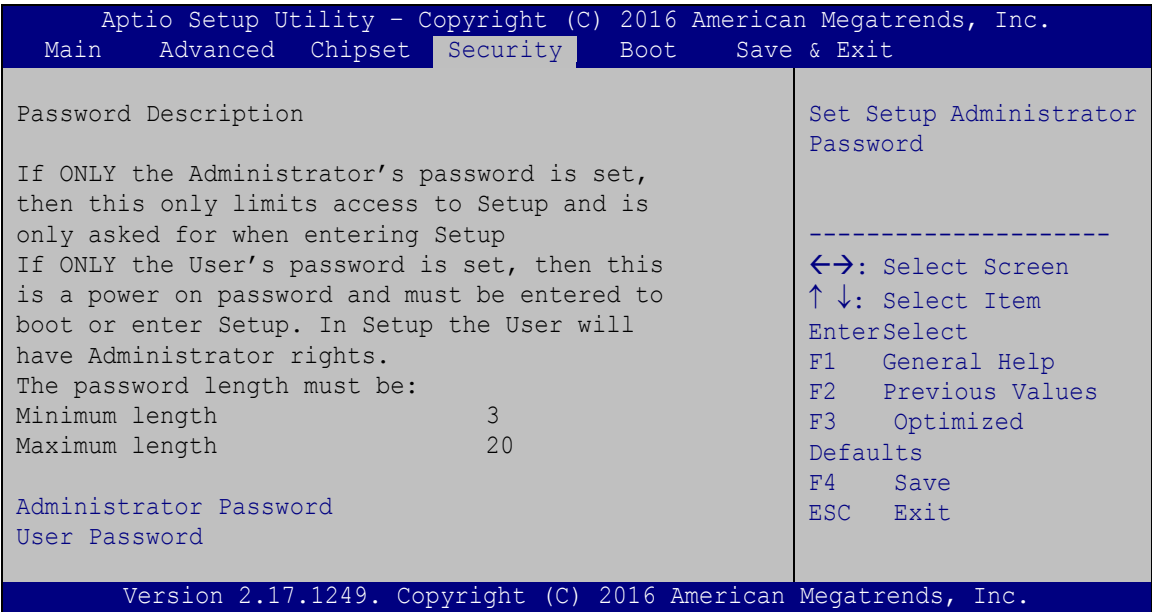 Aptio Setup Utility – Copyright (C) 2016 American Megatrends, Inc.
Main Advanced Chipset Security Boot Save & Exit
Password Description
If ONLY the Administrator’s password is set,
then this only limits access to Setup and is
only asked for when entering Setup
If ONLY the User’s password is set, then this
is a power on password and must be entered to
boot or enter Setup. In Setup the User will
have Administrator rights.
The password length must be:
Minimum length 3
Maximum length 20
Administrator Password
User Password
Set Setup Administrator
Password
---------------------
←→: Select Screen
↑ ↓: Select Item
EnterSelect
F1 General Help
F2 Previous Values
F3 Optimized
Defaults
F4 Save
ESC Exit
Version 2.17.1249. Copyright (C) 2016 American Megatrends, Inc.